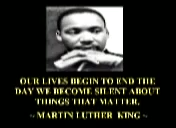 OUR LIVES BEGIN TO END THE
DAY WE BECOME SILENT ABOUT
THINGS THAT MATTER.
~ MARTIN LUTHER KING ~